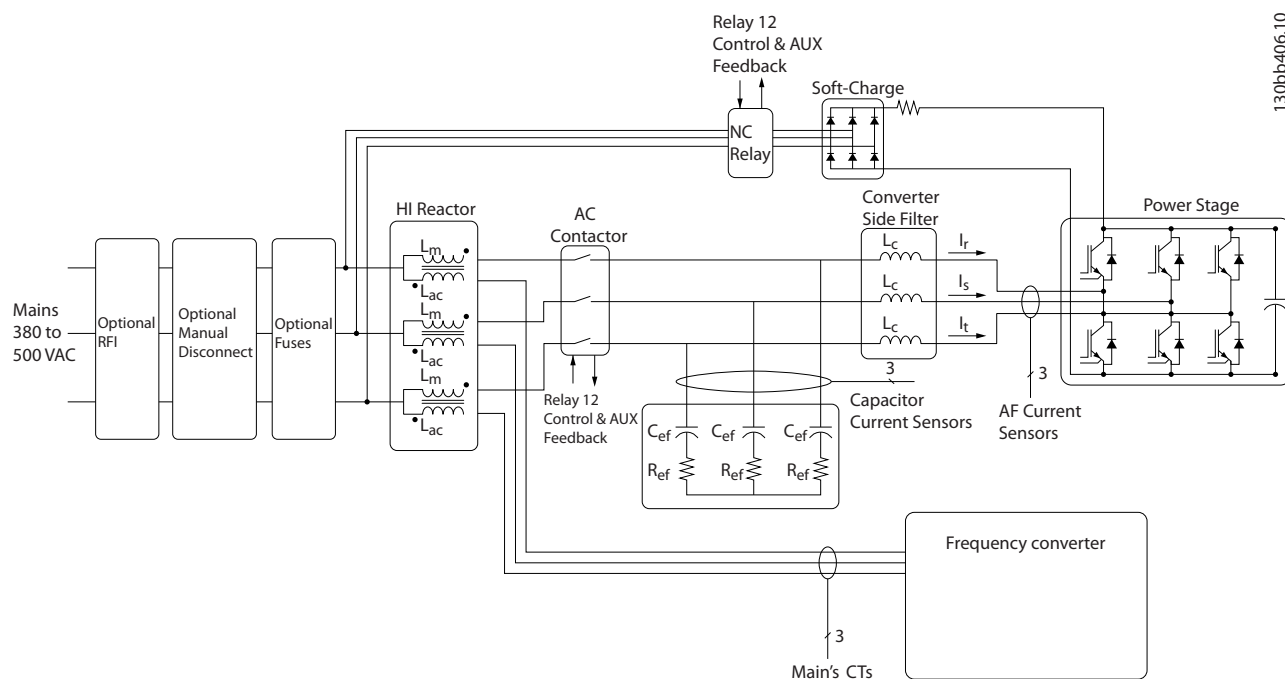 Relay 12
Control & AUX
Feedback
130bb406.10
Soft-Charge
NC
Relay
HI Reactor
AC
Contactor
Converter
Side Filter
Power Stage
Lm
Lac
Lm
Lac
Lm
Lac
Lc
Ir
Lc
Is
Lc
It
Mains
380 to
500 VAC
Optional
RFI
Optional
Manual
Disconnect
Optional
Fuses
Relay 12
Control & AUX
Feedback
3
Capacitor
Current Sensors
3
AF Current
Sensors
Cef
Cef
Cef
Ref
Ref
Ref
Frequency converter
3
Main's CTs